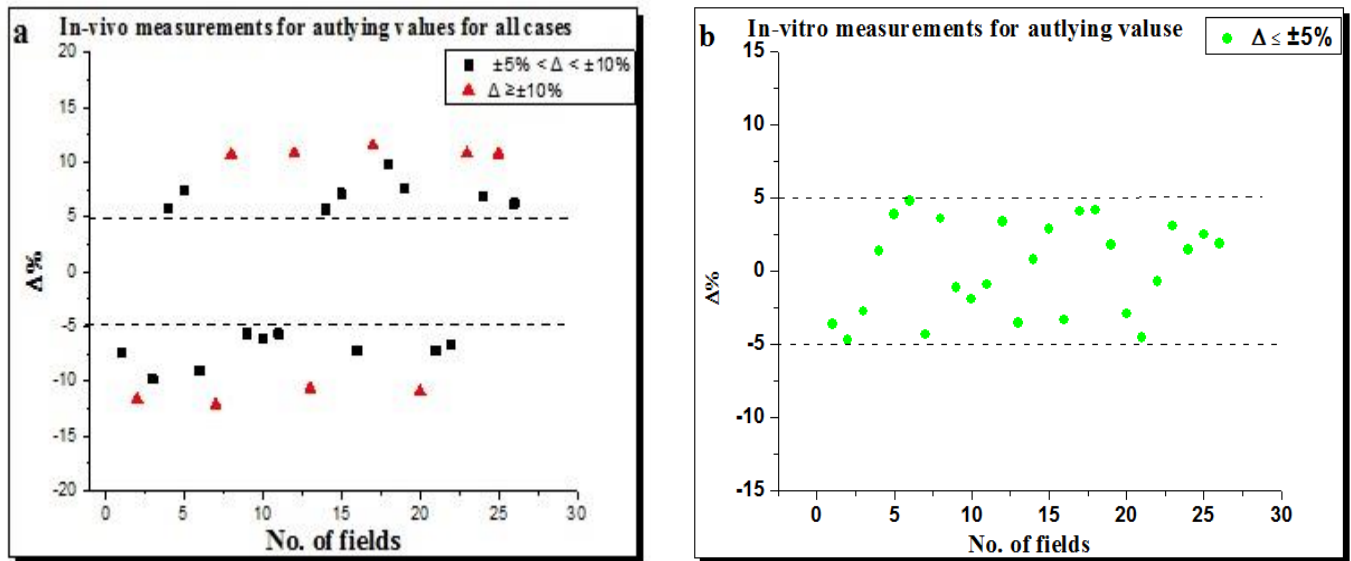 a
In-vivo measurements for autlying values for all cases
±5% < Δ < ±10%
Δ ≥±10%
20
15
10
5
0
-5
-10
-15
-20
Δ%
0 5 10 15 20 25 30
No. of fields
b
In-vitro measurements for autlying valuse
Δ ≤ ±5%
15
10
5
0
-5
-10
-15
Δ%
0 5 10 15 20 25 30
No. of fields